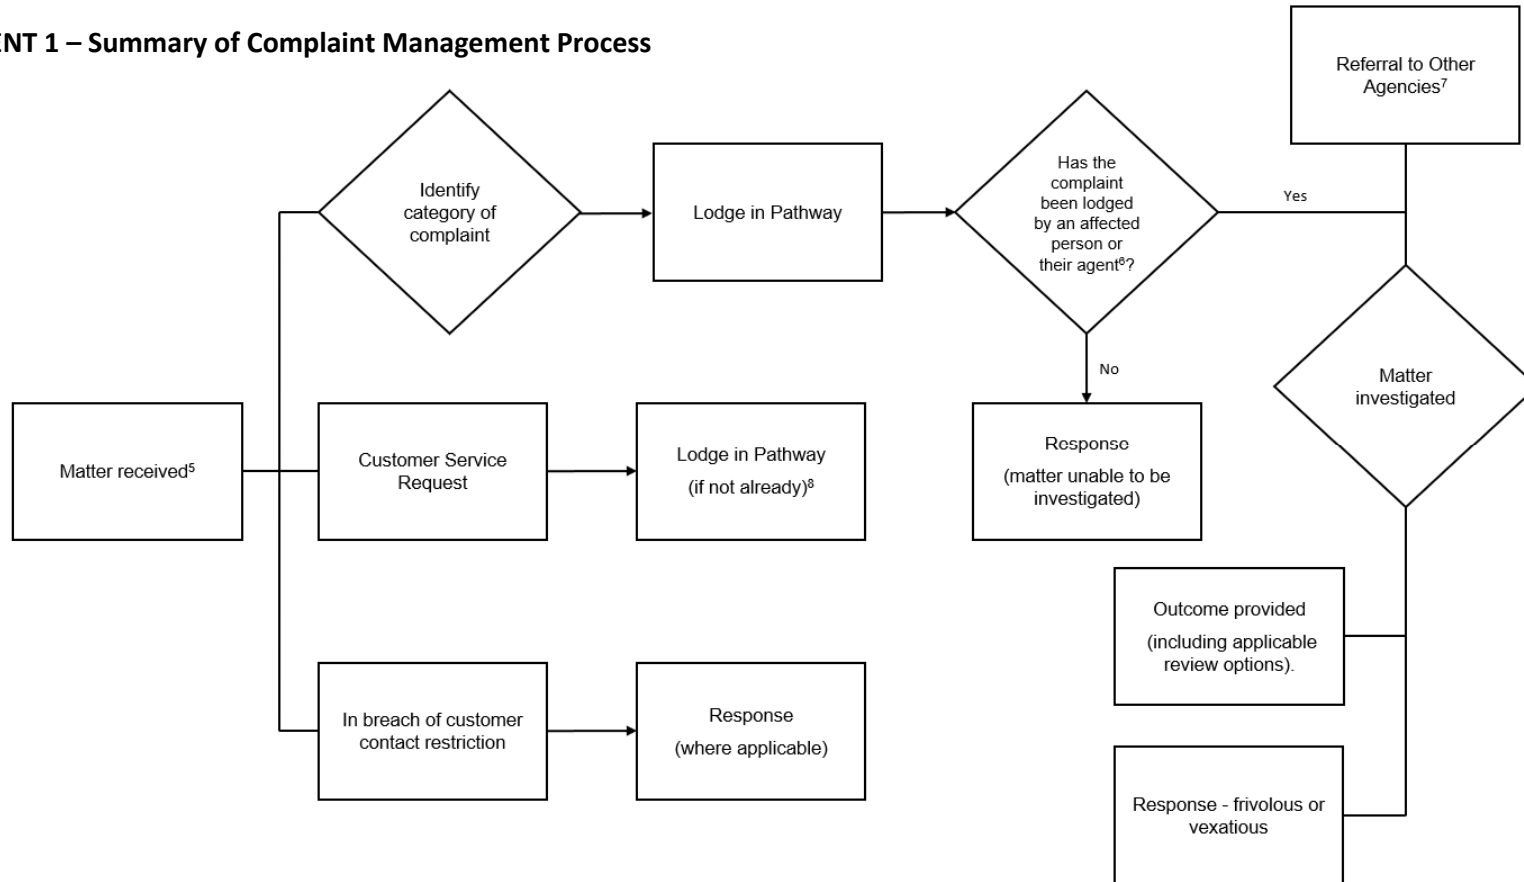 ENT 1 – Summary of Complaint Management Process
Referral to Other
Agencies⁷
Identify
category of
complaint
Lodge in Pathway
Has the
complaint
been lodged
by an affected
person or
their agent⁶?
Yes
No
Matter
investigated
Matter received⁵
Customer Service
Request
Lodge in Pathway
(if not already)⁸
Response
(matter unable to be
investigated)
Outcome provided
(including applicable
review options).
In breach of customer
contact restriction
Response
(where applicable)
Response - frivolous or
vexatious